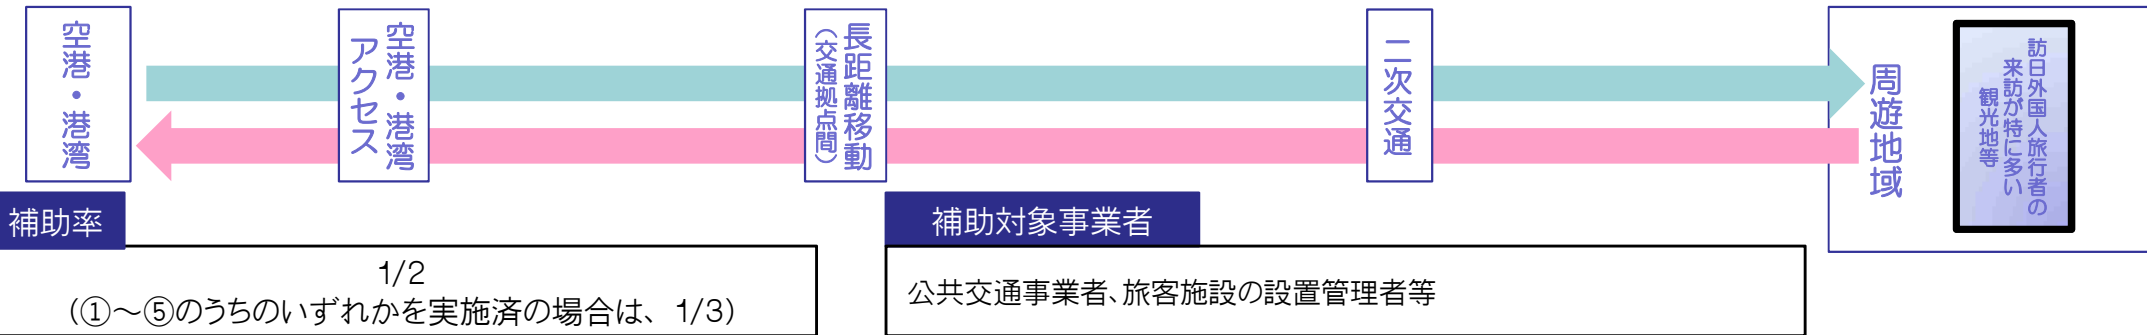 空港・港湾
空港・港湾
アクセス
長距離移動
（交通拠点間）
二次交通
周遊地域
訪日外国人旅行者の
来訪が特に多い
観光地等
補助率
1/2
(①～⑤のうちのいずれかを実施済の場合は、1/3)
補助対象事業者
公共交通事業者、旅客施設の設置管理者等